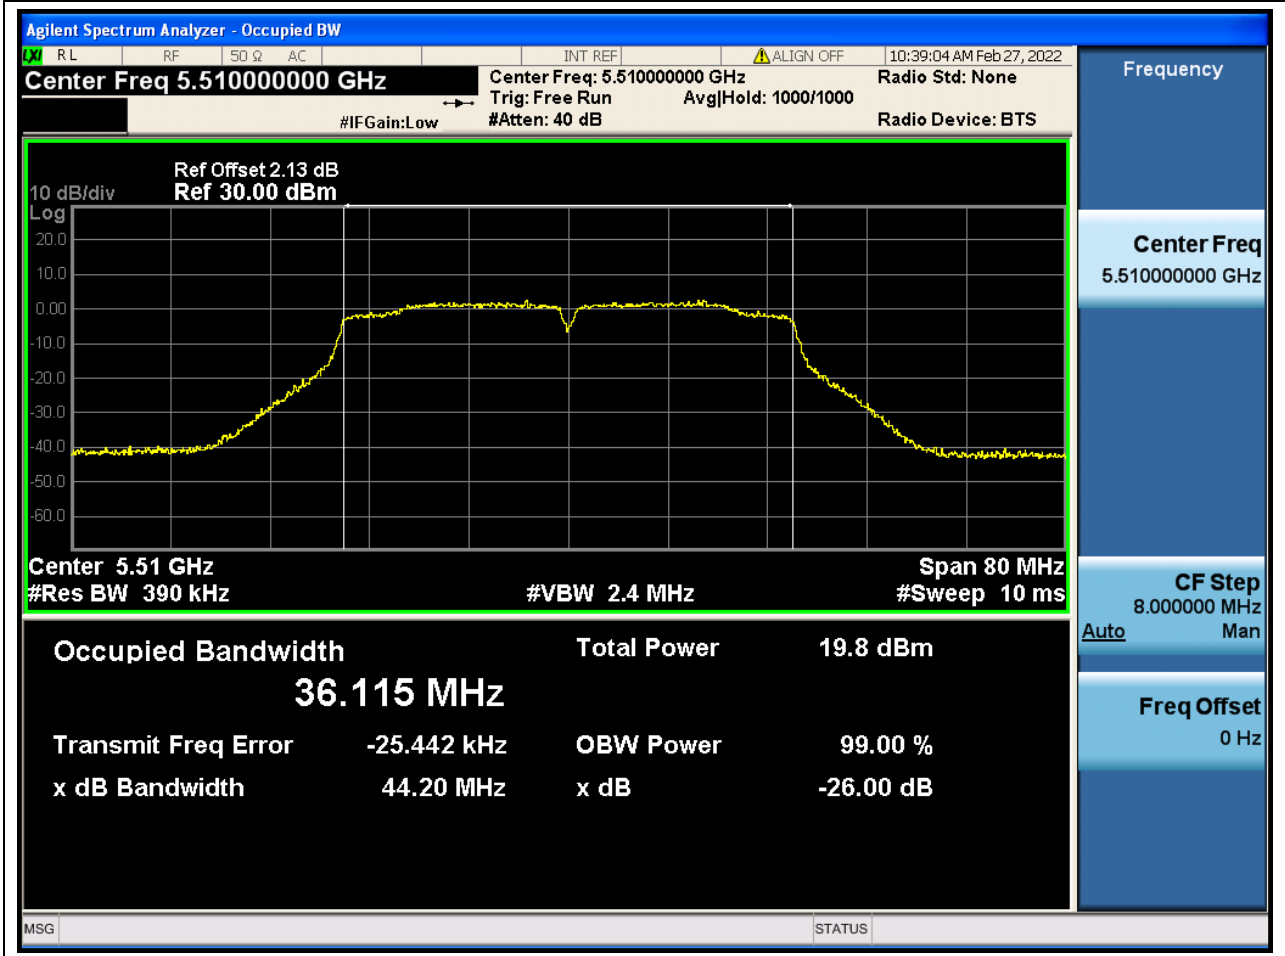 Agilent Spectrum Analyzer - Occupied BW
LXI RL RF 50 Ω AC INT REF ALIGN OFF 10:39:04 AM Feb 27, 2022
Center Freq 5.510000000 GHz
Center Freq: 5.510000000 GHz
Radio Std: None
Trig: Free Run Avg|Hold: 1000/1000
#IFGain:Low
#Atten: 40 dB
Radio Device: BTS
Ref Offset 2.13 dB
10 dB/div Ref 30.00 dBm
Log
20.0
10.0
0.00
-10.0
-20.0
-30.0
-40.0
-50.0
-60.0
Center 5.51 GHz Span 80 MHz
#Res BW 390 kHz #VBW 2.4 MHz #Sweep 10 ms
Occupied Bandwidth Total Power 19.8 dBm
36.115 MHz
Transmit Freq Error -25.442 kHz OBW Power 99.00 %
x dB Bandwidth 44.20 MHz x dB -26.00 dB
MSG STATUS
Frequency
Center Freq
5.510000000 GHz
CF Step
8.000000 MHz
Auto Man
Freq Offset
0 Hz